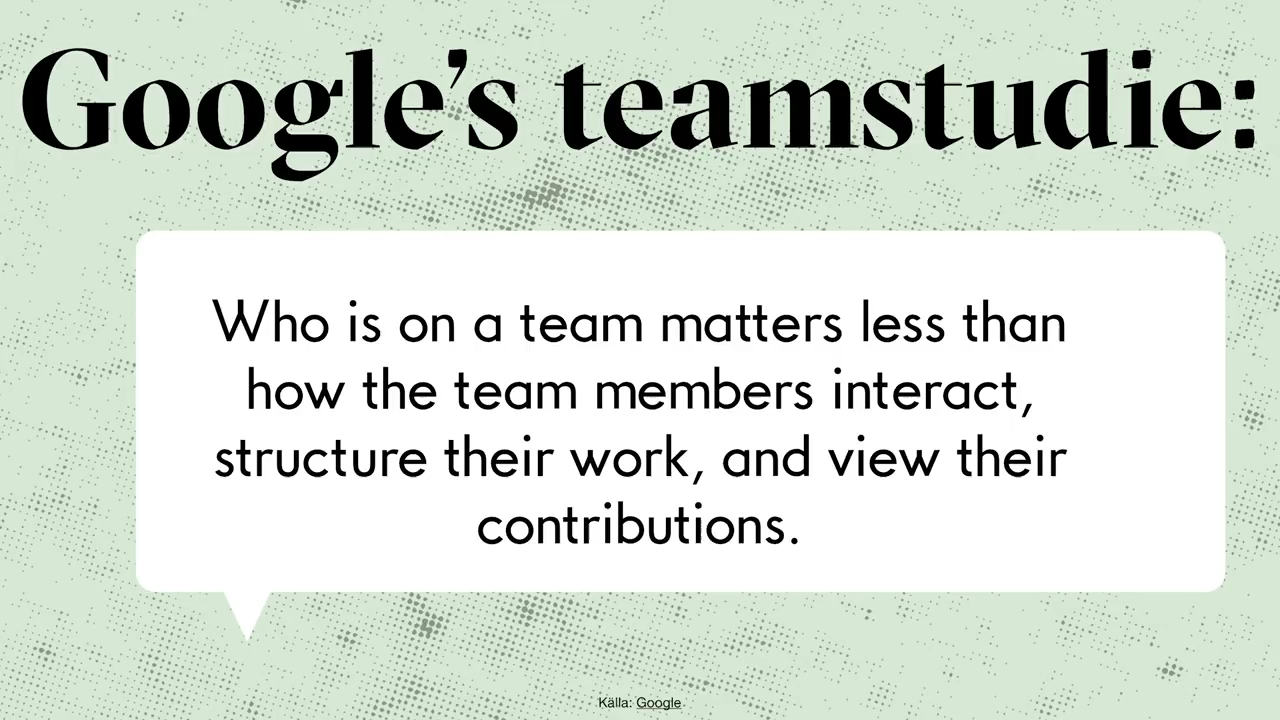 Google’s teamstudie:
Who is on a team matters less than
how the team members interact,
structure their work, and view their
contributions.
Källa: Google